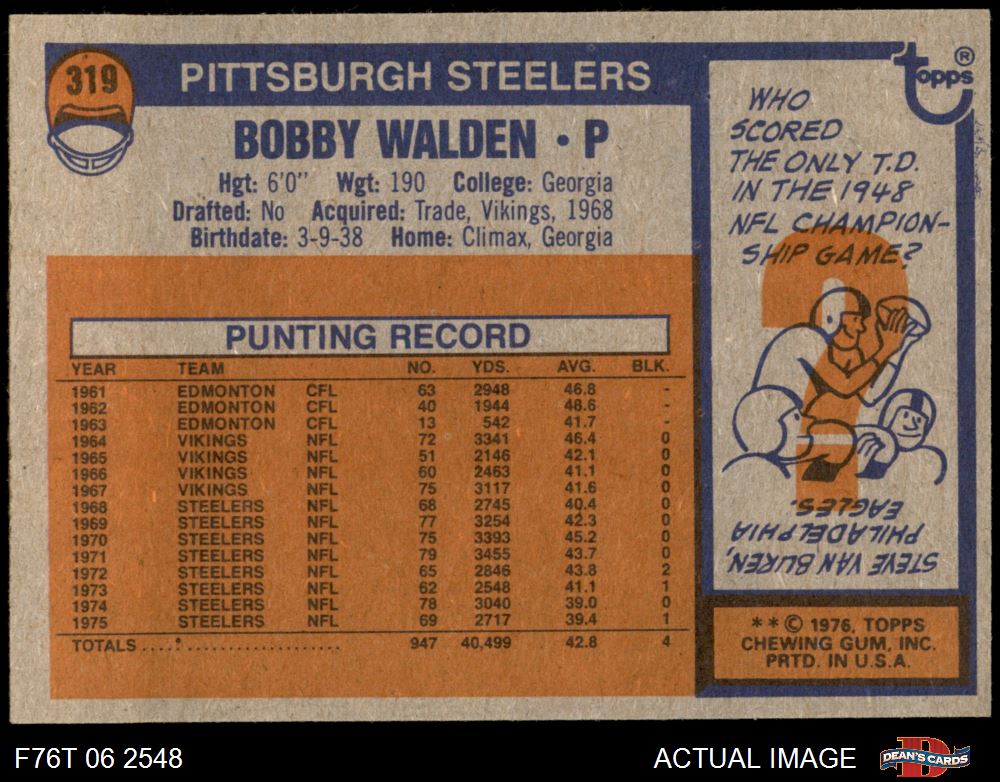 319
PITTSBURGH STEELERS
BOBBY WALDEN • P
Hgt: 6'0" Wgt: 190 College: Georgia
Drafted: No Acquired: Trade, Vikings, 1968
Birthdate: 3-9-38 Home: Climax, Georgia
PUNTING RECORD
YEAR TEAM NO. YDS. AVG. BLK.
1961 EDMONTON CFL 63 2948 46.8 -
1962 EDMONTON CFL 40 1944 48.6 -
1963 EDMONTON CFL 13 542 41.7 -
1964 VIKINGS NFL 72 3341 46.4 0
1965 VIKINGS NFL 51 2146 42.1 0
1966 VIKINGS NFL 60 2463 41.1 0
1967 VIKINGS NFL 75 3117 41.6 0
1968 STEELERS NFL 68 2745 40.4 0
1969 STEELERS NFL 77 3254 42.3 0
1970 STEELERS NFL 75 3393 45.2 0
1971 STEELERS NFL 79 3455 43.7 0
1972 STEELERS NFL 65 2846 43.8 2
1973 STEELERS NFL 62 2548 41.1 1
1974 STEELERS NFL 78 3040 39.0 0
1975 STEELERS NFL 69 2717 39.4 1
TOTALS .................... 947 40,499 42.8 4
topps ®
WHO
SCORED
THE ONLY T.D.
IN THE 1948
NFL CHAMPION-
SHIP GAME?
?
STEVE VAN BUREN,
PHILADELPHIA
EAGLES.
* * © 1976, TOPPS
CHEWING GUM, INC.
PRTD. IN U.S.A.
F76T 06 2548
ACTUAL IMAGE
D
DEAN'S CARDS